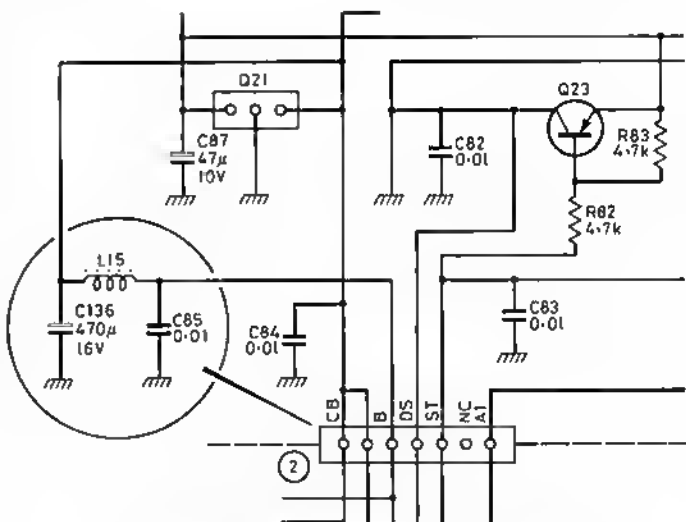 Q21
C87
47μ
10V
C82
0·01
Q23
R83
4·7k
R82
4·7k
L15
C136
470μ
16V
C85
0·01
C84
0·01
C83
0·01
CB
B
DS
ST
NC
A1
2